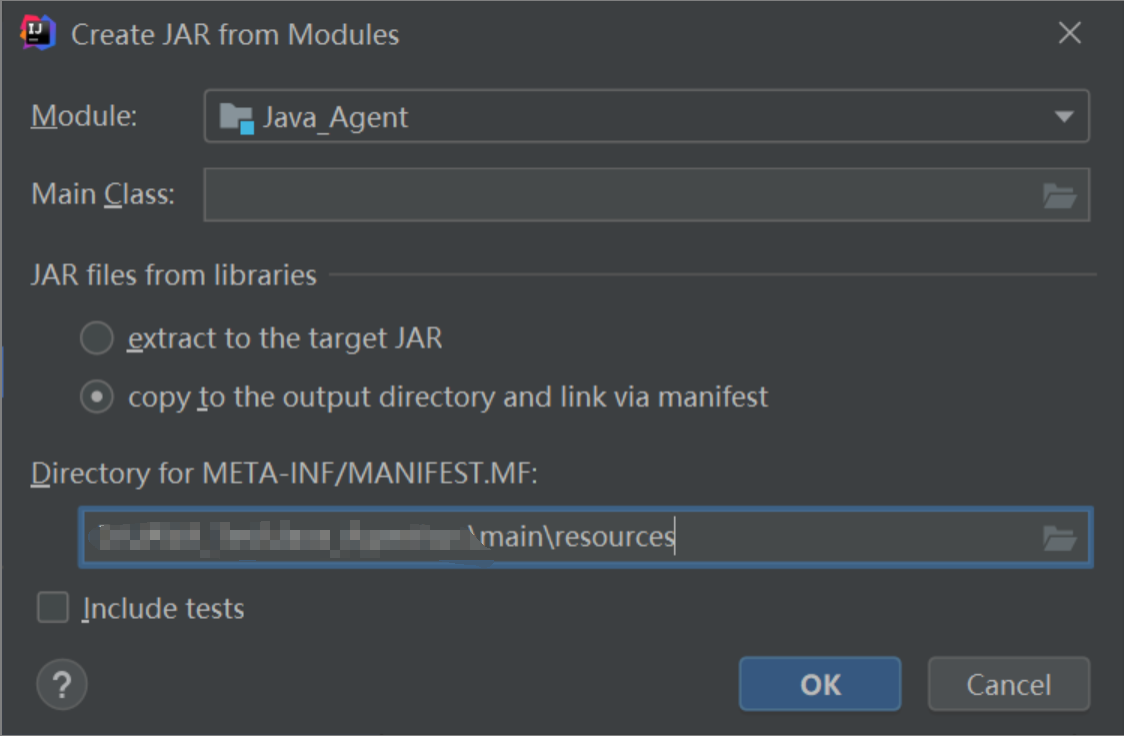 IJ
Create JAR from Modules
Module: Java_Agent
Main Class:
JAR files from libraries
extract to the target JAR
copy to the output directory and link via manifest
Directory for META-INF/MANIFEST.MF:
\main\resources
Include tests
? OK Cancel